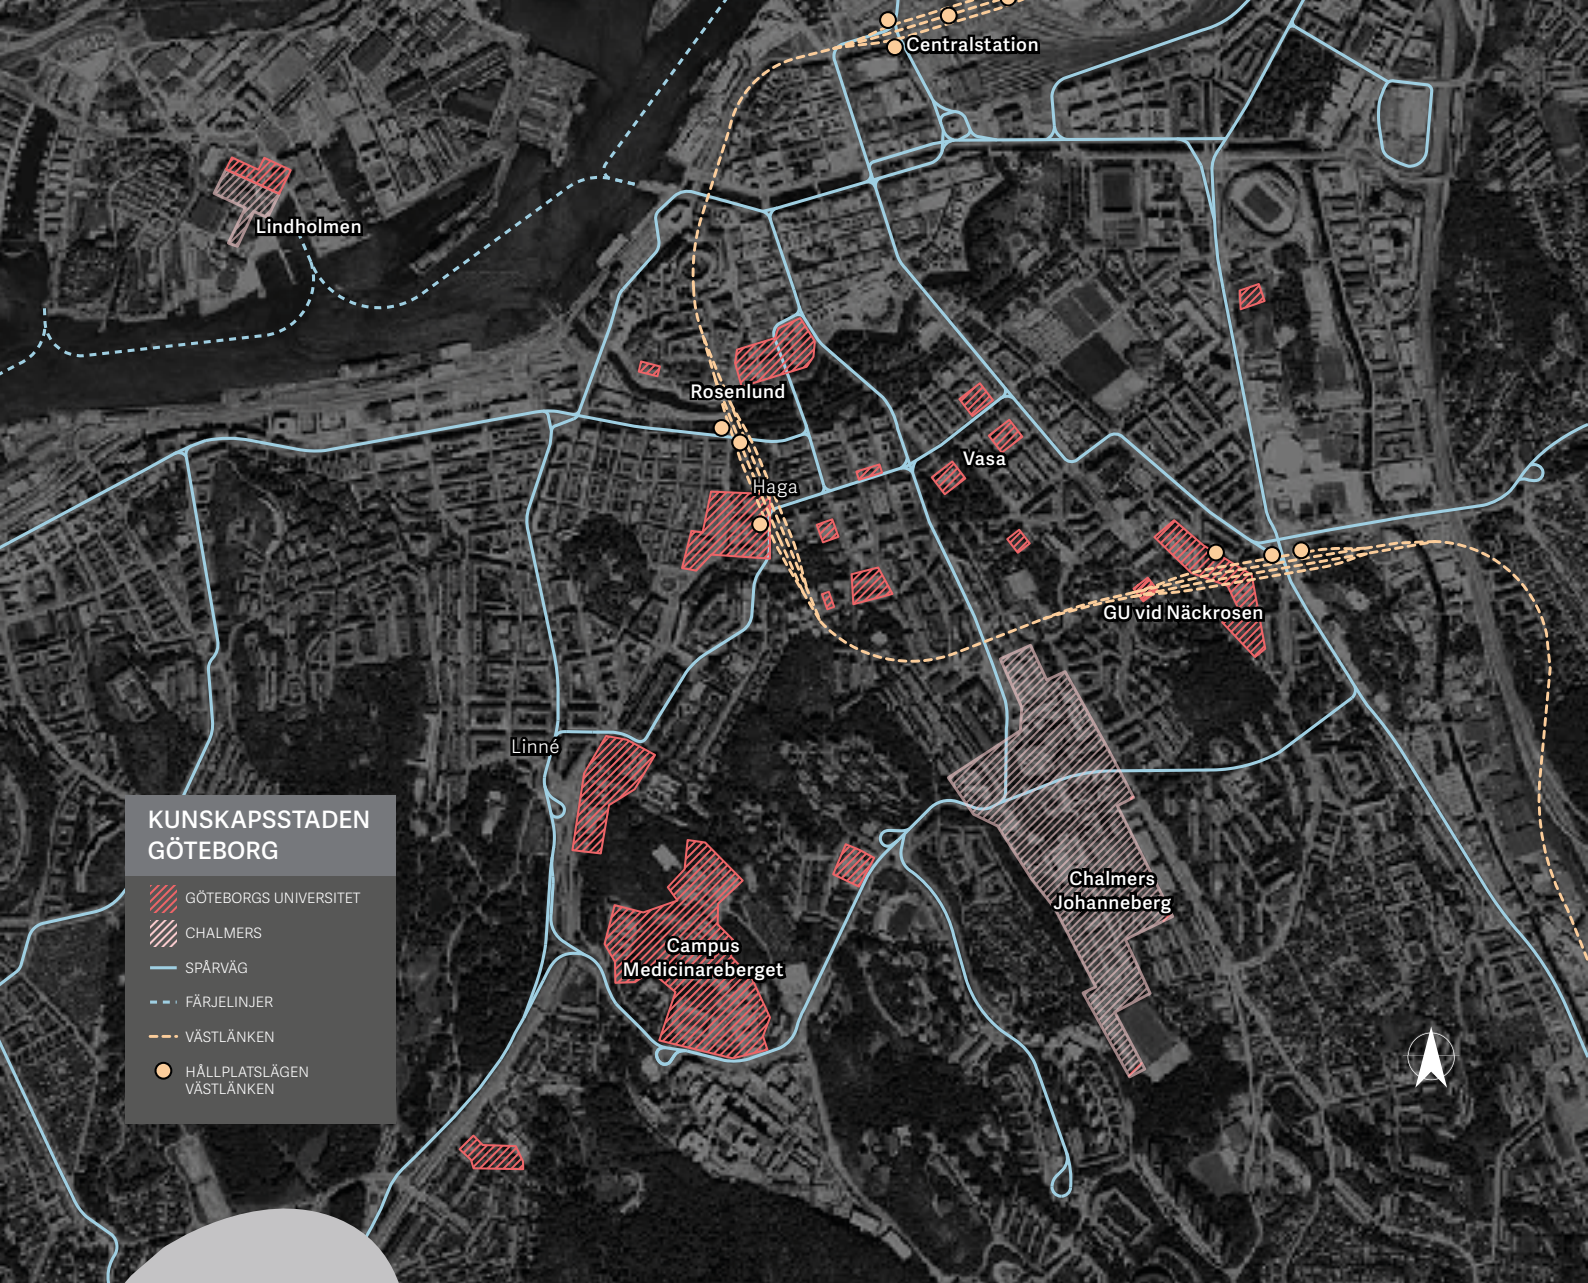 Centralstation
Lindholmen
Rosenlund
Vasa
Haga
GU vid Näckrosen
Linné
KUNSKAPSSTADEN
GÖTEBORG
GÖTEBORGS UNIVERSITET
CHALMERS
SPÅRVÄG
FÄRJELINJER
VÄSTLÄNKEN
HÅLLPLATSLÄGEN
VÄSTLÄNKEN
Chalmers
Johanneberg
Campus
Medicinareberget